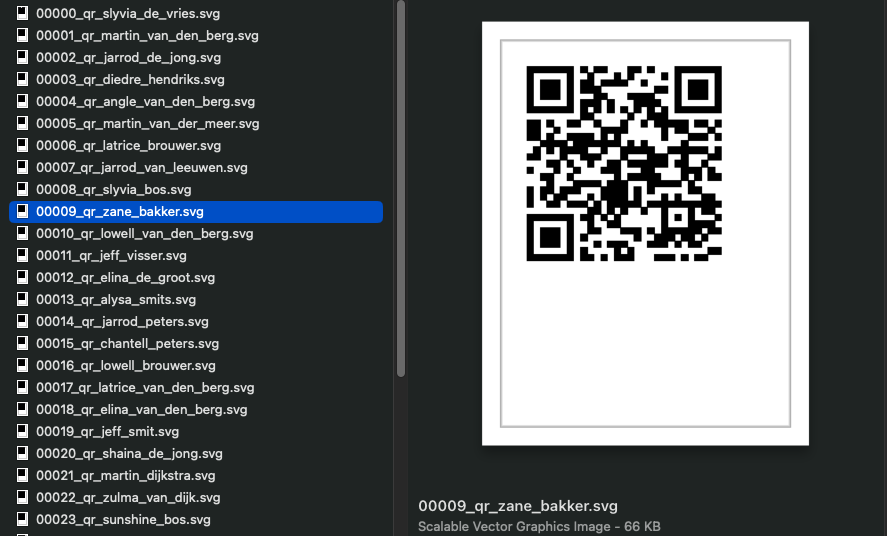 00000_qr_slyvia_de_vries.svg
00001_qr_martin_van_den_berg.svg
00002_qr_jarrod_de_jong.svg
00003_qr_diedre_hendriks.svg
00004_qr_angle_van_den_berg.svg
00005_qr_martin_van_der_meer.svg
00006_qr_latrice_brouwer.svg
00007_qr_jarrod_van_leeuwen.svg
00008_qr_slyvia_bos.svg
00009_qr_zane_bakker.svg
00010_qr_lowell_van_den_berg.svg
00011_qr_jeff_visser.svg
00012_qr_elina_de_groot.svg
00013_qr_alysa_smits.svg
00014_qr_jarrod_peters.svg
00015_qr_chantell_peters.svg
00016_qr_lowell_brouwer.svg
00017_qr_latrice_van_den_berg.svg
00018_qr_elina_van_den_berg.svg
00019_qr_jeff_smit.svg
00020_qr_shaina_de_jong.svg
00021_qr_martin_dijkstra.svg
00022_qr_zulma_van_dijk.svg
00023_qr_sunshine_bos.svg
00009_qr_zane_bakker.svg
Scalable Vector Graphics Image - 66 KB